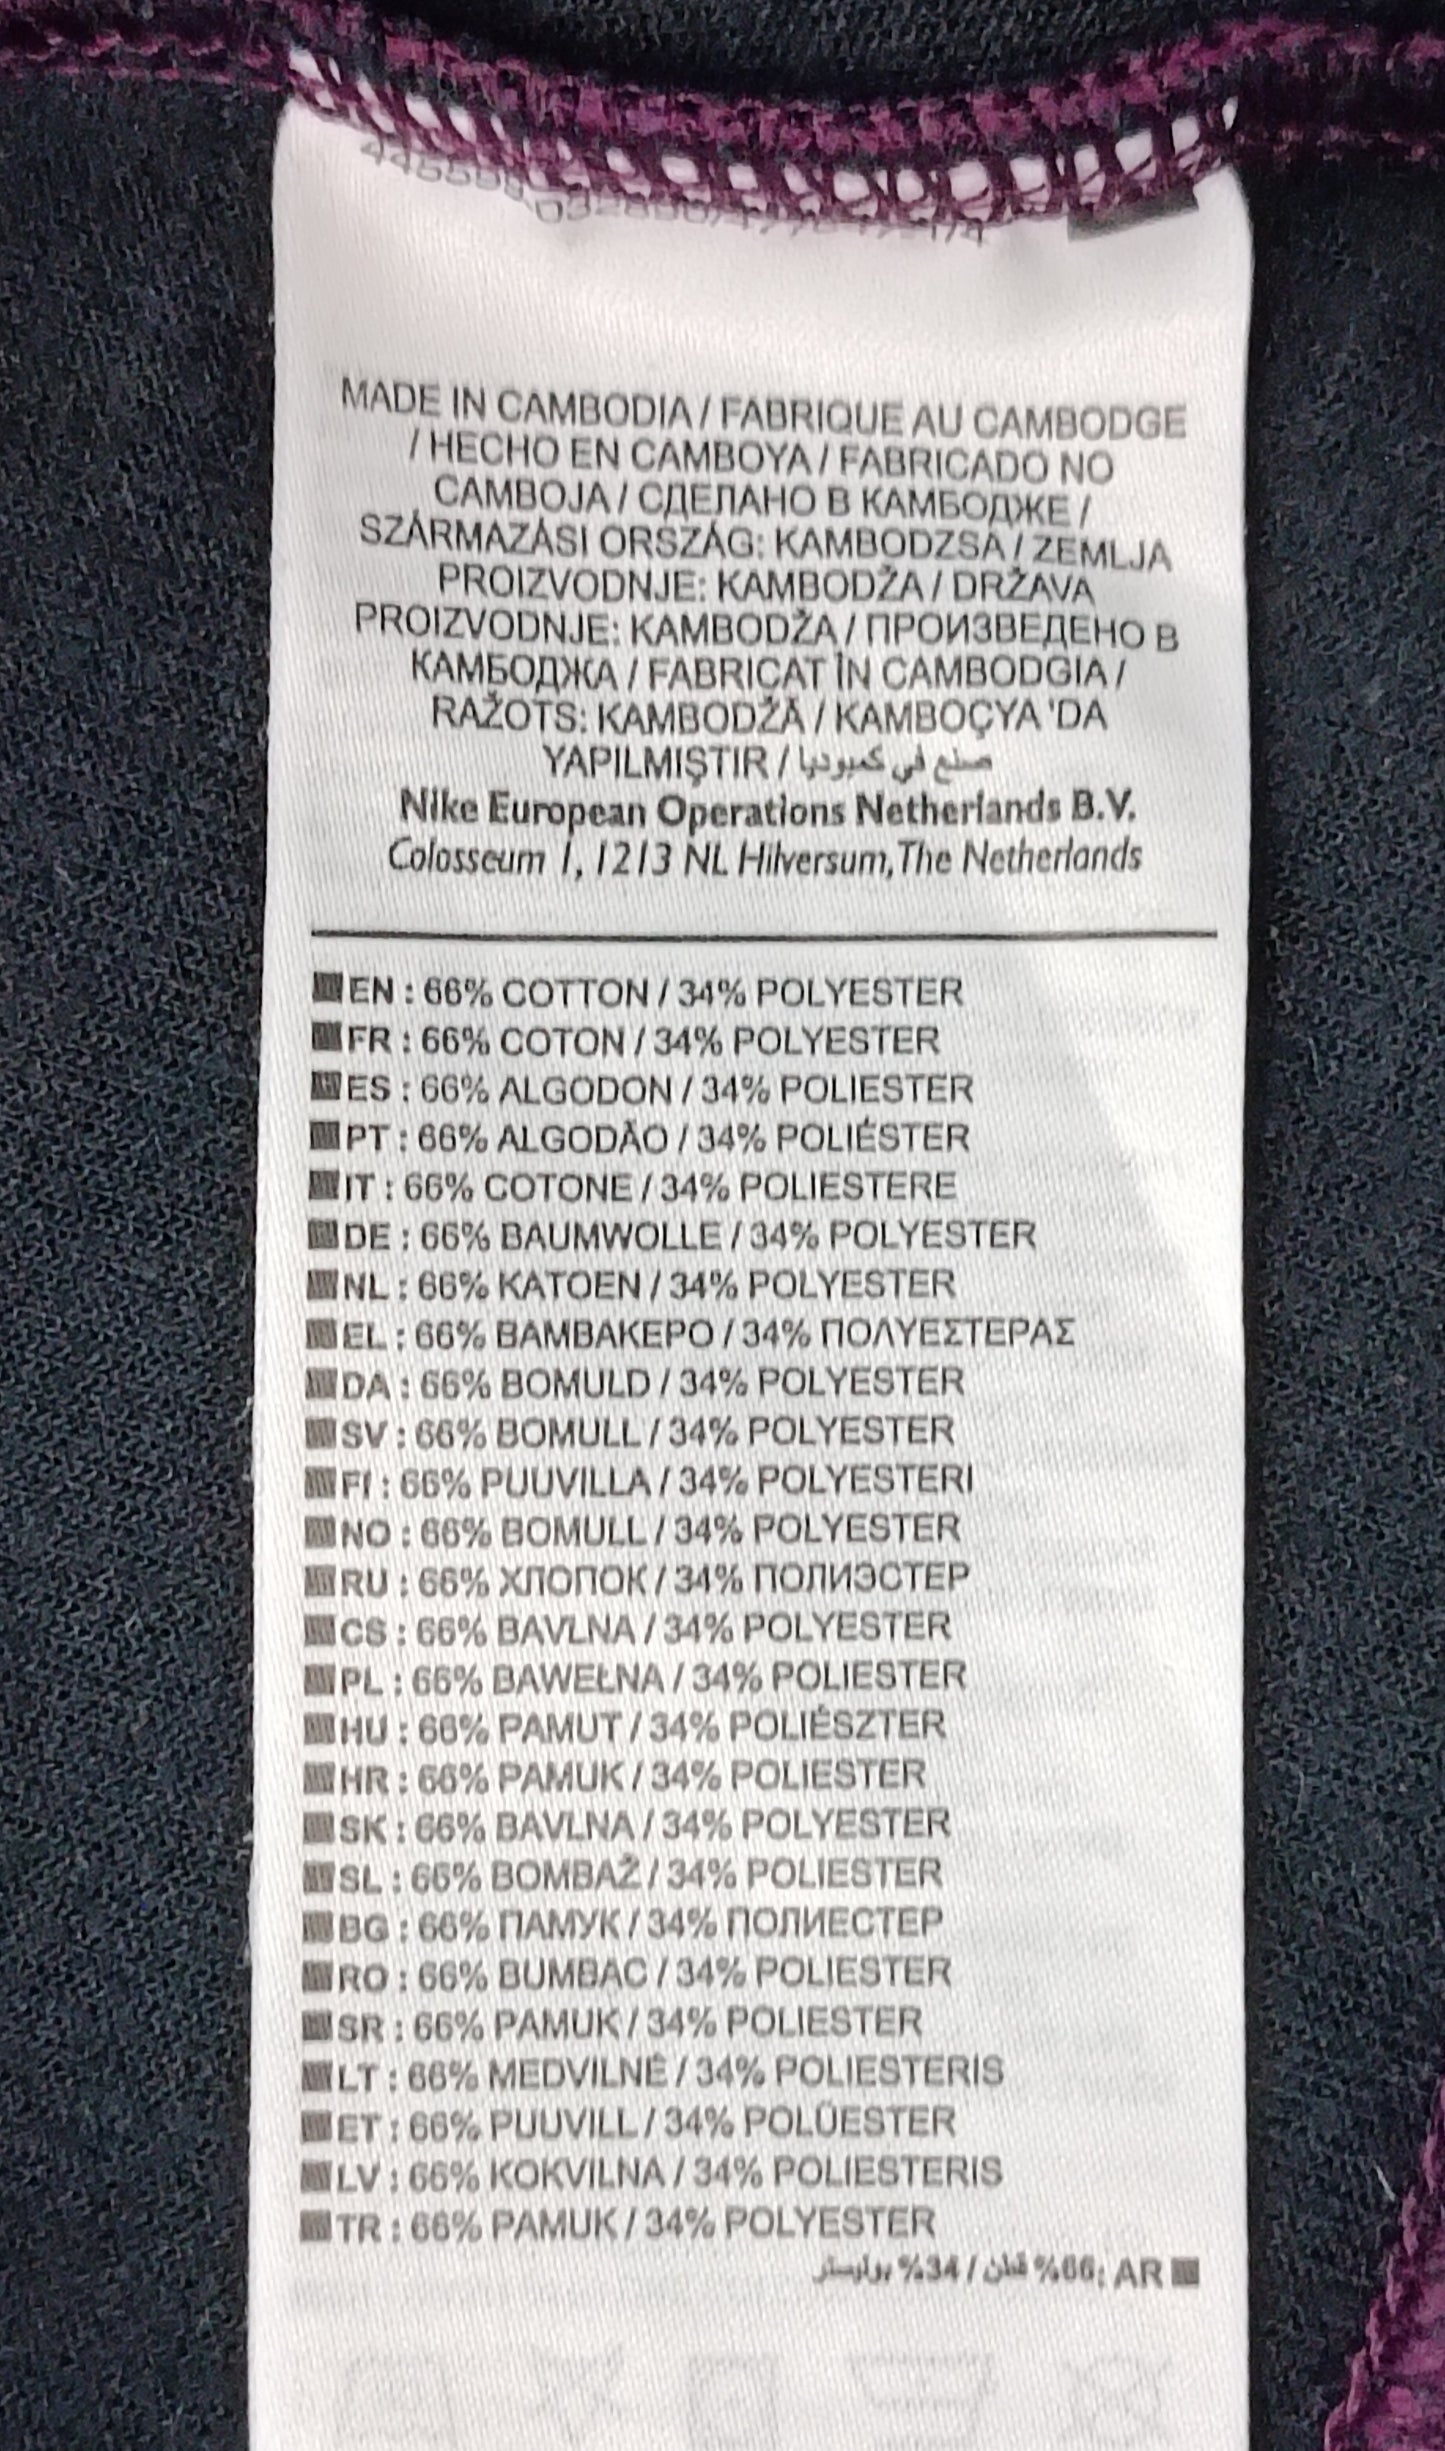 MADE IN CAMBODIA / FABRIQUE AU CAMBODGE
/ HECHO EN CAMBOYA / FABRICADO NO
CAMBOJA / СДЕЛАНО В КАМБОДЖЕ /
SZÁRMAZÁSI ORSZÁG: KAMBODZSA / ZEMLJA
PROIZVODNJE: KAMBODŽA / DRŽAVA
PROIZVODNJE: KAMBODŽA / ПРОИЗВЕДЕНО В
КАМБОДЖА / FABRICAT ÎN CAMBODGIA /
RAŽOTS: KAMBODŽĀ / KAMBOÇYA 'DA
YAPILMIŞTIR / صنع في كمبوديا
Nike European Operations Netherlands B.V.
Colosseum 1, 1213 NL Hilversum, The Netherlands
EN : 66% COTTON / 34% POLYESTER
FR : 66% COTON / 34% POLYESTER
ES : 66% ALGODON / 34% POLIESTER
PT : 66% ALGODÃO / 34% POLIÉSTER
IT : 66% COTONE / 34% POLIESTERE
DE : 66% BAUMWOLLE / 34% POLYESTER
NL : 66% KATOEN / 34% POLYESTER
EL : 66% ΒΑΜΒΑΚΕΡΟ / 34% ΠΟΛΥΕΣΤΕΡΑΣ
DA : 66% BOMULD / 34% POLYESTER
SV : 66% BOMULL / 34% POLYESTER
FI : 66% PUUVILLA / 34% POLYESTERI
NO : 66% BOMULL / 34% POLYESTER
RU : 66% ХЛОПОК / 34% ПОЛИЭСТЕР
CS : 66% BAVLNA / 34% POLYESTER
PL : 66% BAWEŁNA / 34% POLIESTER
HU : 66% PAMUT / 34% POLIÉSZTER
HR : 66% PAMUK / 34% POLIESTER
SK : 66% BAVLNA / 34% POLYESTER
SL : 66% BOMBAŽ / 34% POLIESTER
BG : 66% ПАМУК / 34% ПОЛИЕСТЕР
RO : 66% BUMBAC / 34% POLIESTER
SR : 66% PAMUK / 34% POLIESTER
LT : 66% MEDVILNĖ / 34% POLIESTERIS
ET : 66% PUUVILL / 34% POLÜESTER
LV : 66% KOKVILNA / 34% POLIESTERIS
TR : 66% PAMUK / 34% POLYESTER
AR :66% قطن / 34% بوليستر